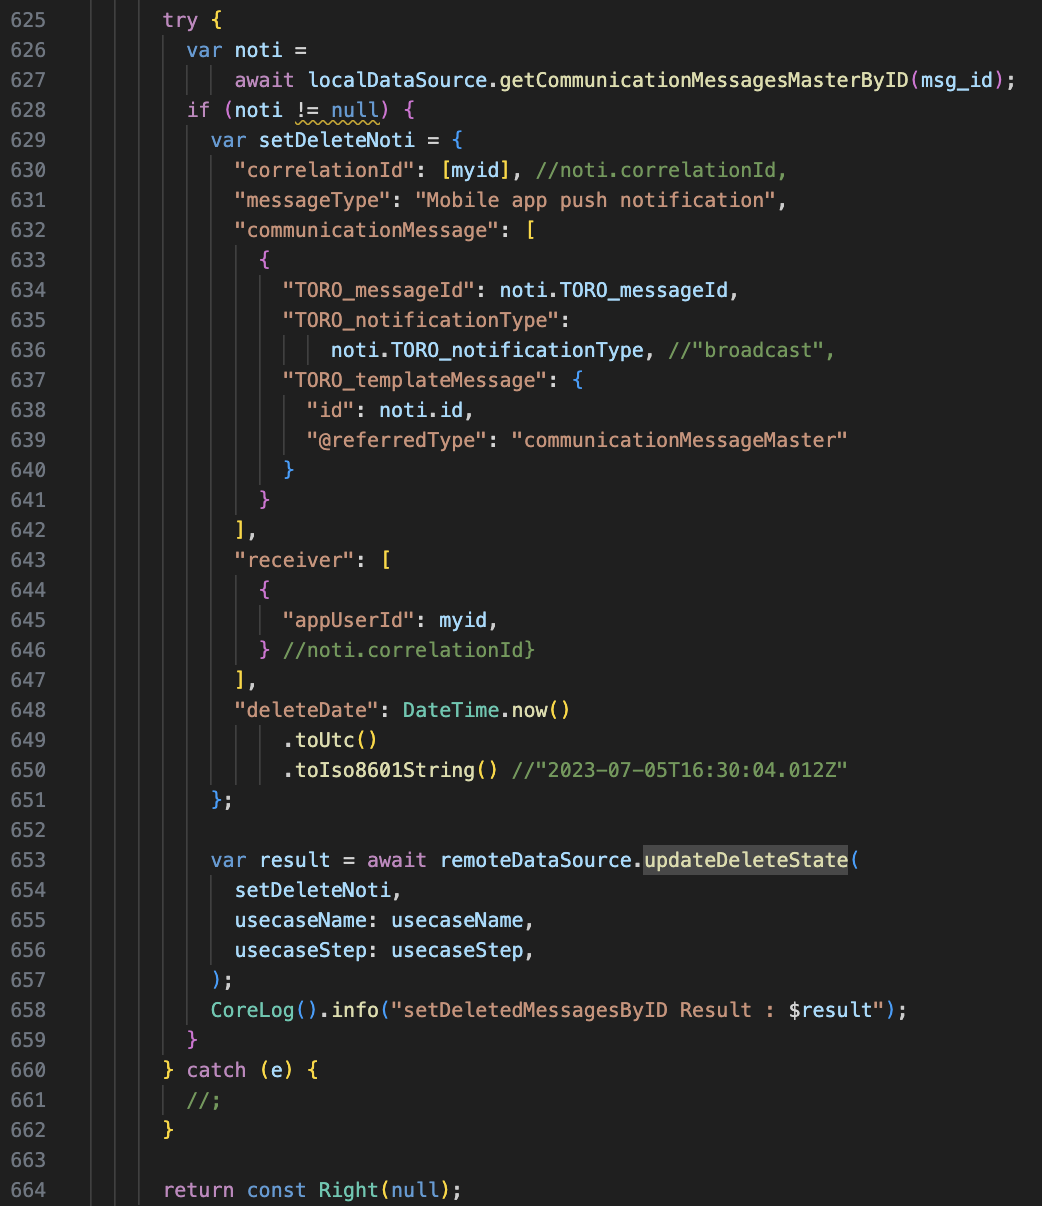 625 try {
626 var noti =
627 await localDataSource.getCommunicationMessagesMasterByID(msg_id);
628 if (noti != null) {
629 var setDeleteNoti = {
630 "correlationId": [myid], //noti.correlationId,
631 "messageType": "Mobile app push notification",
632 "communicationMessage": [
633 {
634 "TORO_messageId": noti.TORO_messageId,
635 "TORO_notificationType":
636 noti.TORO_notificationType, //"broadcast",
637 "TORO_templateMessage": {
638 "id": noti.id,
639 "@referredType": "communicationMessageMaster"
640 }
641 }
642 ],
643 "receiver": [
644 {
645 "appUserId": myid,
646 } //noti.correlationId}
647 ],
648 "deleteDate": DateTime.now()
649 .toUtc()
650 .toIso8601String() //"2023-07-05T16:30:04.012Z"
651 };
652
653 var result = await remoteDataSource.updateDeleteState(
654 setDeleteNoti,
655 usecaseName: usecaseName,
656 usecaseStep: usecaseStep,
657 );
658 CoreLog().info("setDeletedMessagesByID Result : $result");
659 }
660 } catch (e) {
661 //;
662 }
663
664 return const Right(null);